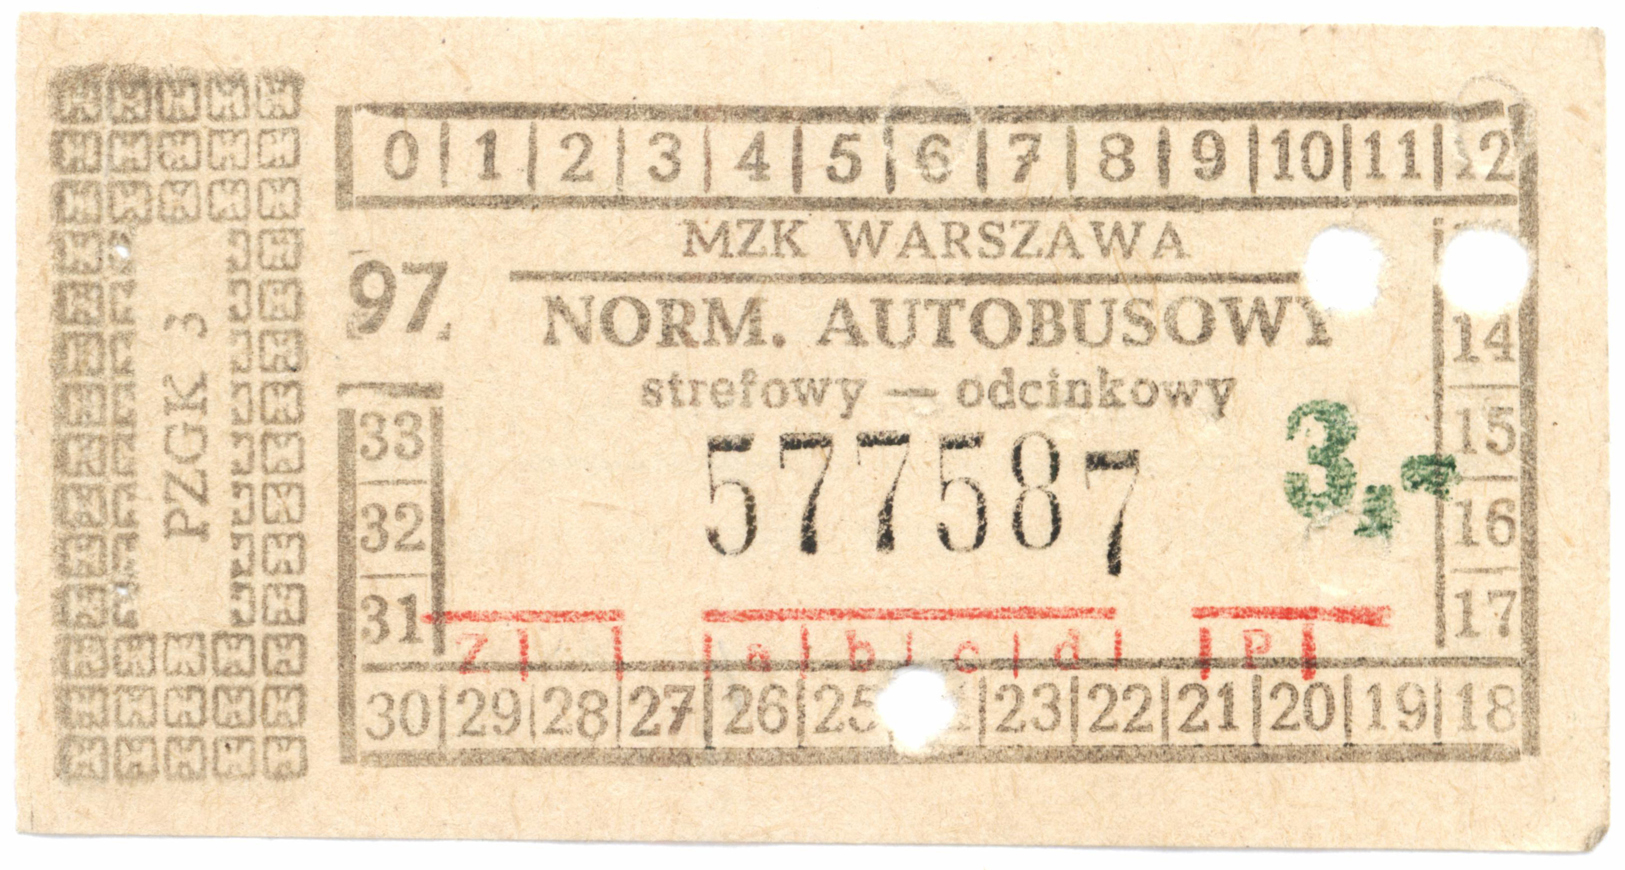 PZGK 3
0 1 2 3 4 5 6 7 8 9 10 11 12
MZK WARSZAWA
97
NORM. AUTOBUSOWY
14
strefowy — odcinkowy
33
15
577587
3,-
32
16
31
17
Z a b c d P
30 29 28 27 26 25 23 22 21 20 19 18